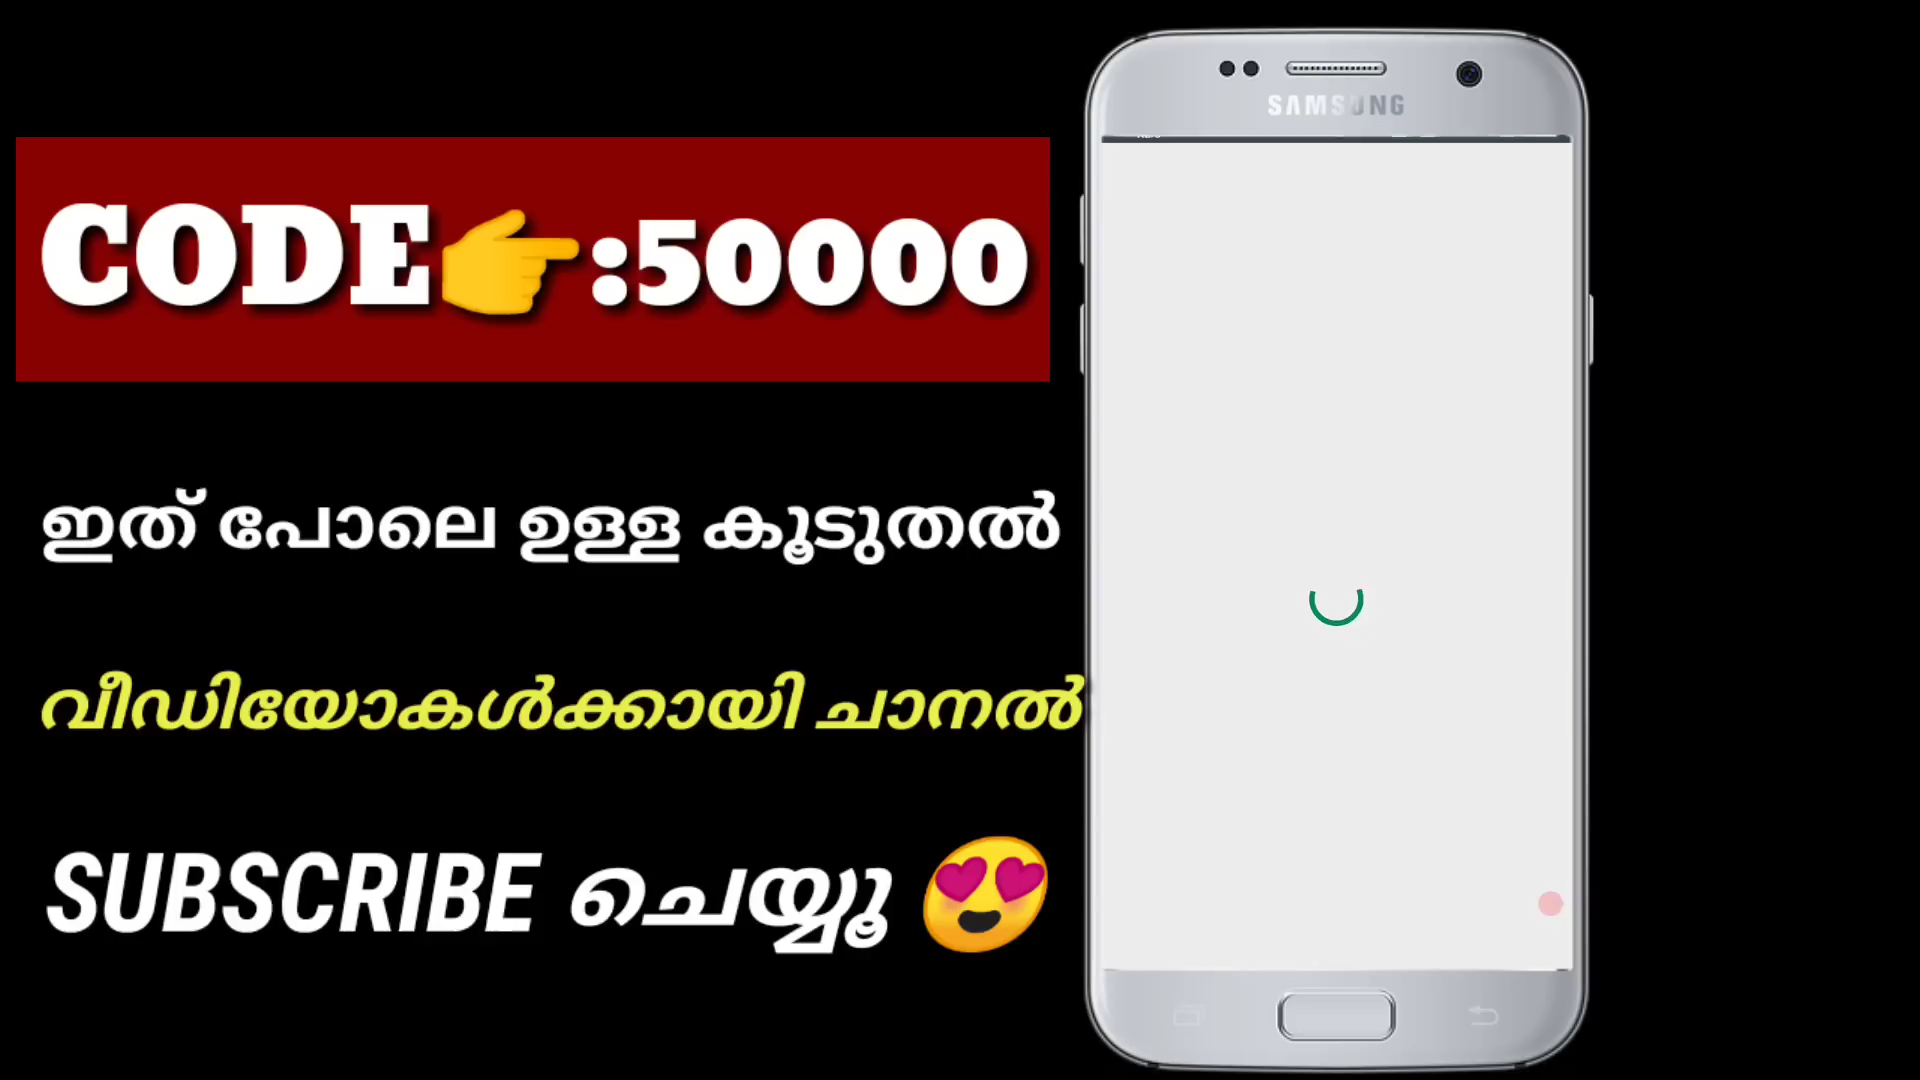 CODE👉:50000
ഇത് പോലെ ഉള്ള കൂടുതൽ
വീഡിയോകൾക്കായി ചാനൽ
SUBSCRIBE ചെയ്യൂ 😍
SAMSUNG